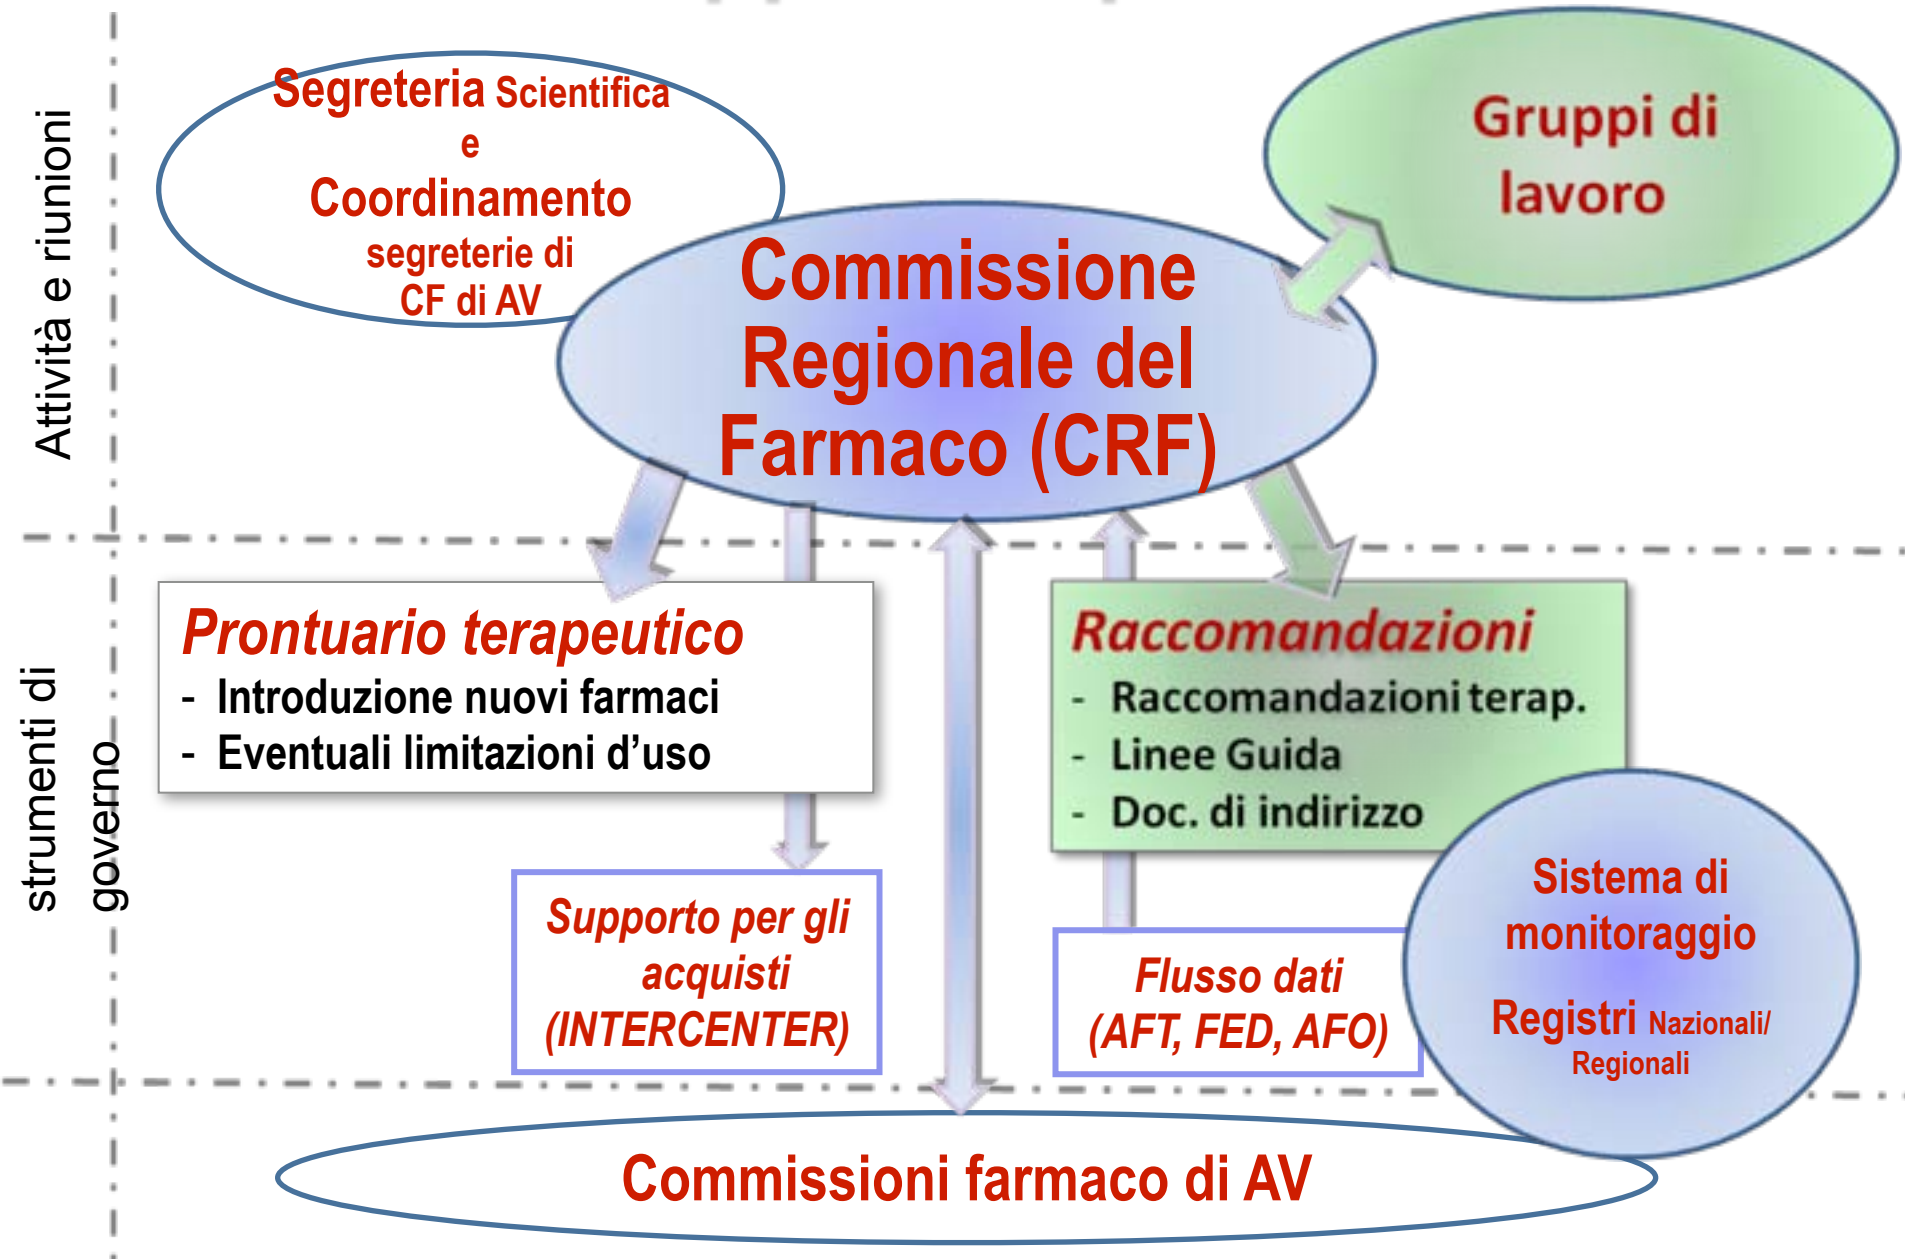 Attività e riunioni
Segreteria Scientifica
e
Coordinamento
segreterie di
CF di AV
Gruppi di
lavoro
Commissione
Regionale del
Farmaco (CRF)
strumenti di
governo
Prontuario terapeutico
- Introduzione nuovi farmaci
- Eventuali limitazioni d’uso
Raccomandazioni
- Raccomandazioni terap.
- Linee Guida
- Doc. di indirizzo
Supporto per gli
acquisti
(INTERCENTER)
Flusso dati
(AFT, FED, AFO)
Sistema di
monitoraggio
Registri Nazionali/
Regionali
Commissioni farmaco di AV